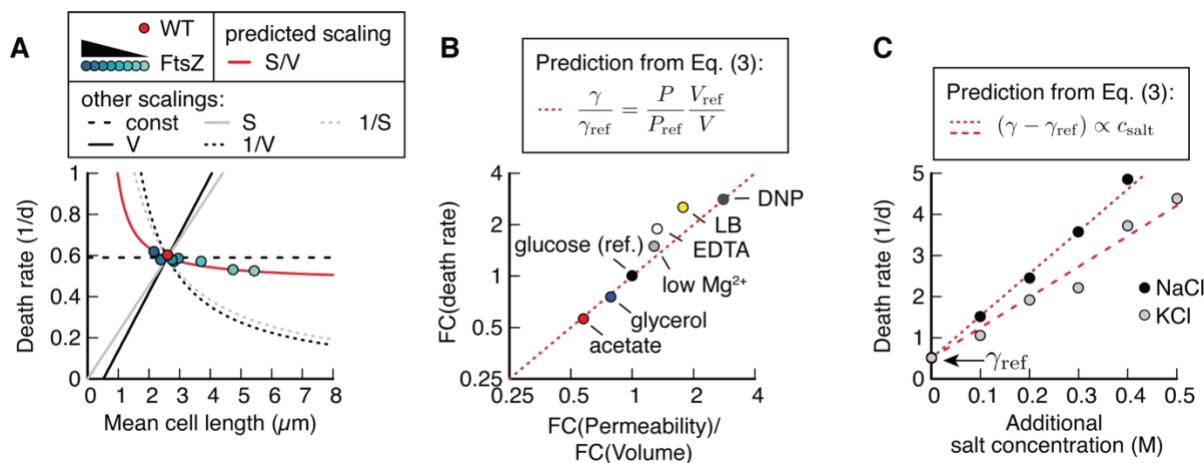 A
WT
FtsZ
predicted scaling
S/V
other scalings:
const
S
1/S
V
1/V
Death rate (1/d)
1
0.8
0.6
0.4
0.2
0
0 1 2 3 4 5 6 7 8
Mean cell length (μm)
B
Prediction from Eq. (3):
γ/γref = P/Pref Vref/V
FC(death rate)
4
2
1
0.5
0.25
DNP
LB
EDTA
glucose (ref.)
low Mg²⁺
glycerol
acetate
0.25 0.5 1 2 4
FC(Permeability)/
FC(Volume)
C
Prediction from Eq. (3):
(γ − γref) ∝ csalt
Death rate (1/d)
5
4
3
2
1
0
NaCl
KCl
γref
0 0.1 0.2 0.3 0.4 0.5
Additional
salt concentration (M)